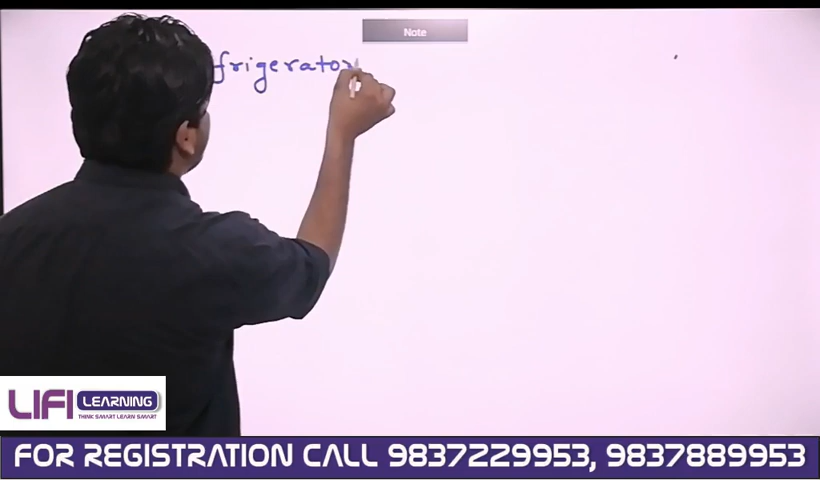 Note
frigerator
LIFI LEARNING
THINK SMART LEARN SMART
FOR REGISTRATION CALL 9837229953, 9837889953